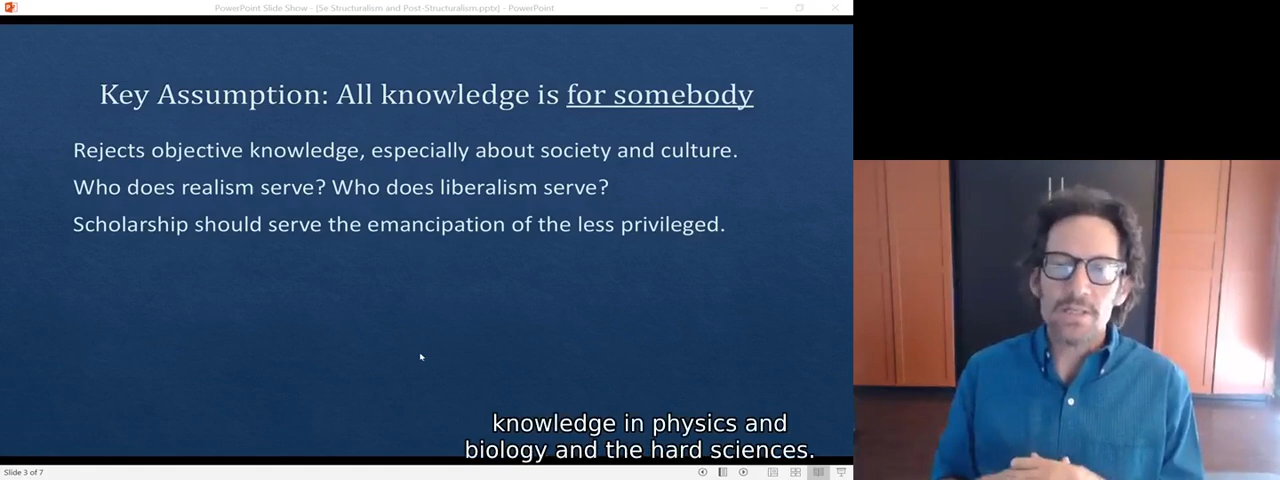 PowerPoint Slide Show - [5e Structuralism and Post-Structuralism.pptx] - PowerPoint
Key Assumption: All knowledge is for somebody
Rejects objective knowledge, especially about society and culture.
Who does realism serve? Who does liberalism serve?
Scholarship should serve the emancipation of the less privileged.
knowledge in physics and
biology and the hard sciences.
Slide 3 of 7